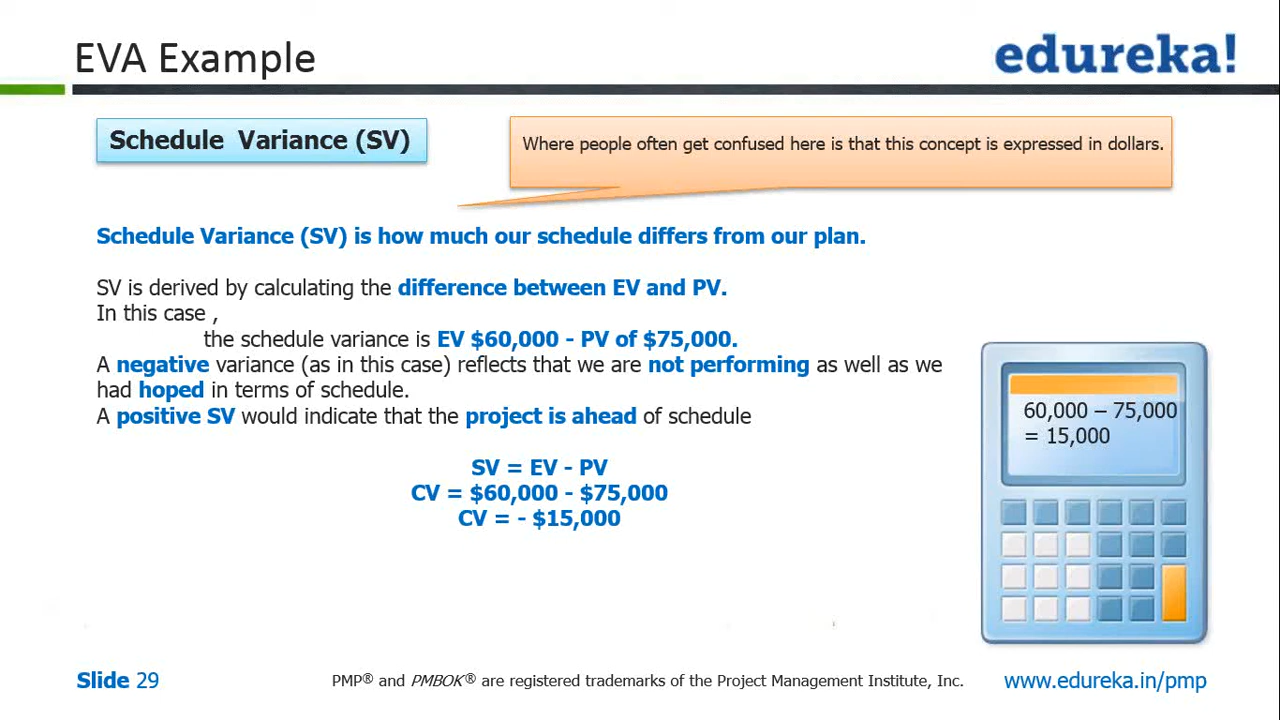 EVA Example
edureka!
Schedule Variance (SV)
Where people often get confused here is that this concept is expressed in dollars.
Schedule Variance (SV) is how much our schedule differs from our plan.
SV is derived by calculating the difference between EV and PV.
In this case ,
the schedule variance is EV $60,000 - PV of $75,000.
A negative variance (as in this case) reflects that we are not performing as well as we
had hoped in terms of schedule.
A positive SV would indicate that the project is ahead of schedule
SV = EV - PV
CV = $60,000 - $75,000
CV = - $15,000
60,000 – 75,000
= 15,000
Slide 29
PMP® and PMBOK® are registered trademarks of the Project Management Institute, Inc.
www.edureka.in/pmp